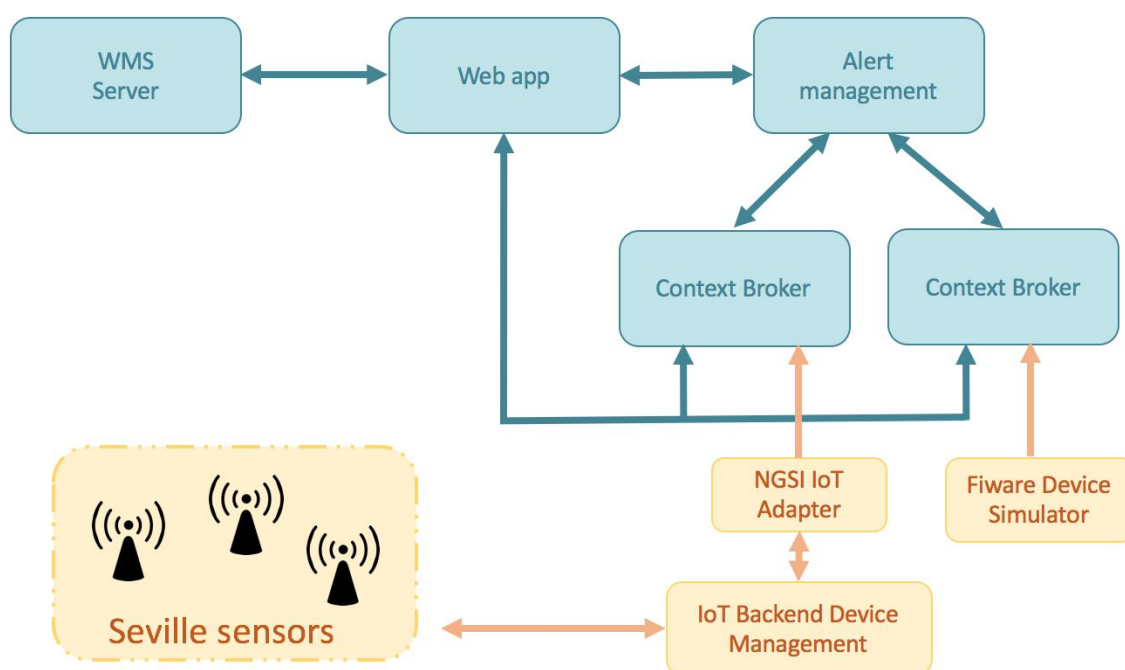 WMS
Server
Web app
Alert
management
Context Broker
Context Broker
NGSI IoT
Adapter
Fiware Device
Simulator
Seville sensors
IoT Backend Device
Management